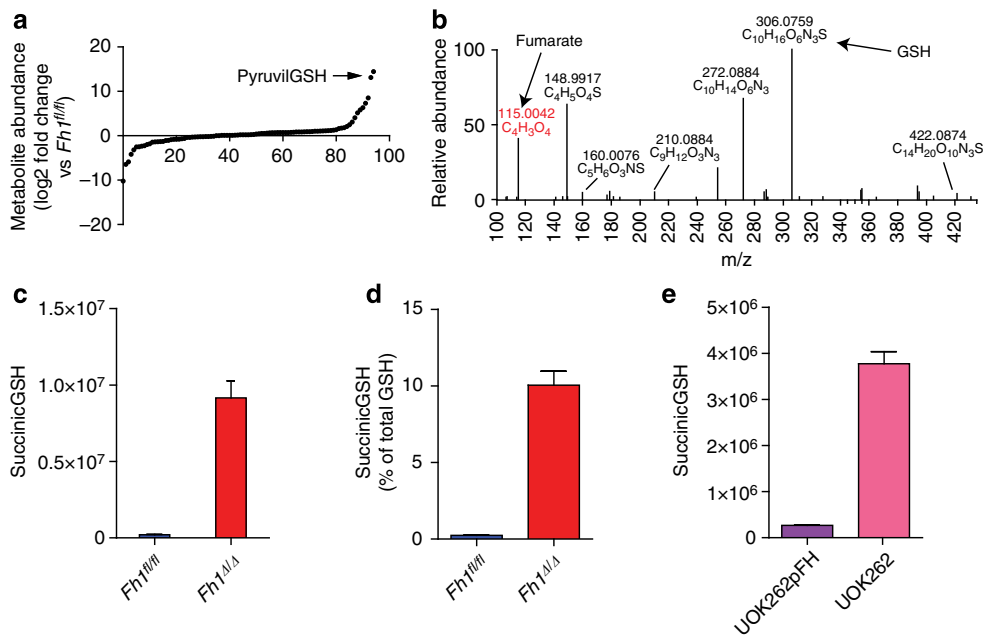 a
Metabolite abundance
(log2 fold change
vs Fh1fl/fl)
20
10
0
−10
−20
20
40
60
80
100
PyruvilGSH
b
Relative abundance
100
50
0
Fumarate
115.0042
C4H3O4
148.9917
C4H5O4S
160.0076
C5H6O3NS
210.0884
C9H12O3N3
272.0884
C10H14O6N3
306.0759
C10H16O6N3S
GSH
422.0874
C14H20O10N3S
100
120
140
160
180
200
220
240
260
280
306
320
340
360
380
400
420
m/z
c
SuccinicGSH
1.5×10⁷
1.0×10⁷
0.5×10⁷
0
Fh1fl/fl
Fh1Δ/Δ
d
SuccinicGSH
(% of total GSH)
15
10
5
0
Fh1fl/fl
Fh1Δ/Δ
e
SuccinicGSH
5×10⁶
4×10⁶
3×10⁶
2×10⁶
1×10⁶
0
UOK262pFH
UOK262